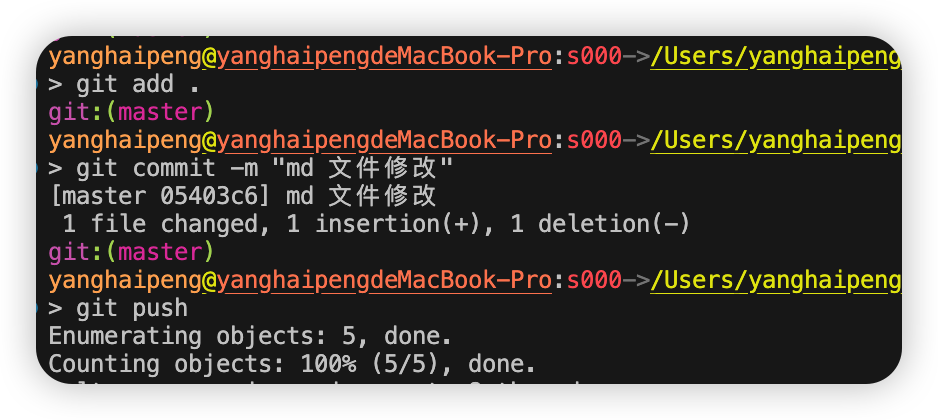 yanghaipeng@yanghaipengdeMacBook-Pro:s000->/Users/yanghaipeng
> git add .
git:(master)
yanghaipeng@yanghaipengdeMacBook-Pro:s000->/Users/yanghaipeng
> git commit -m "md 文件修改"
[master 05403c6] md 文件修改
 1 file changed, 1 insertion(+), 1 deletion(-)
git:(master)
yanghaipeng@yanghaipengdeMacBook-Pro:s000->/Users/yanghaipeng
> git push
Enumerating objects: 5, done.
Counting objects: 100% (5/5), done.